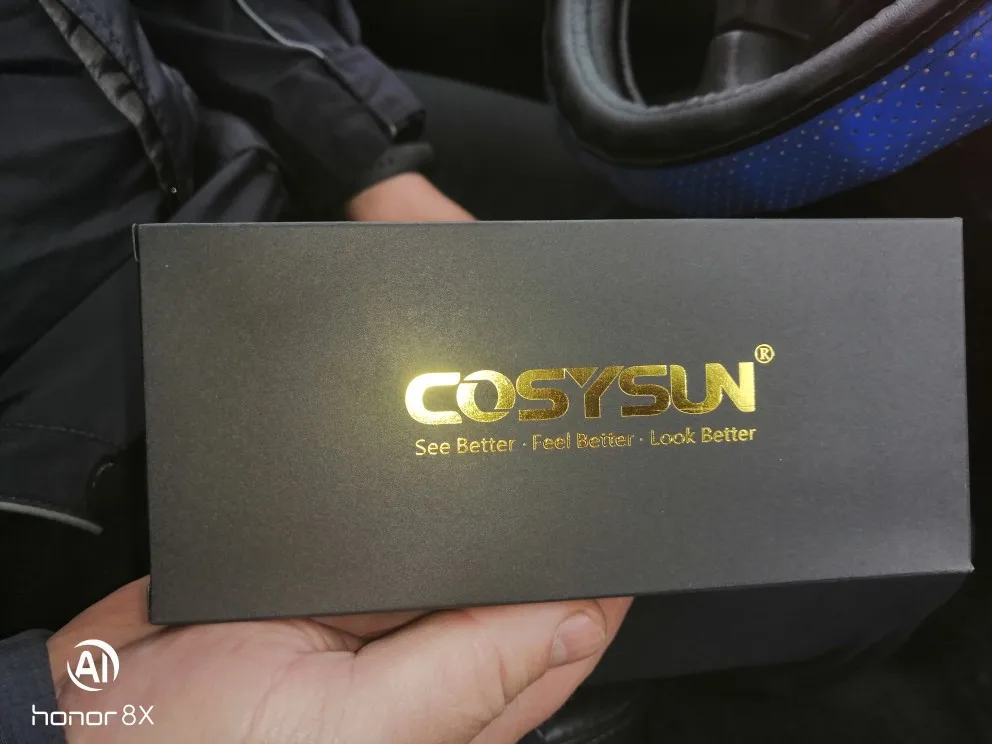 COSYSUN®
See Better · Feel Better · Look Better
AI
honor 8X